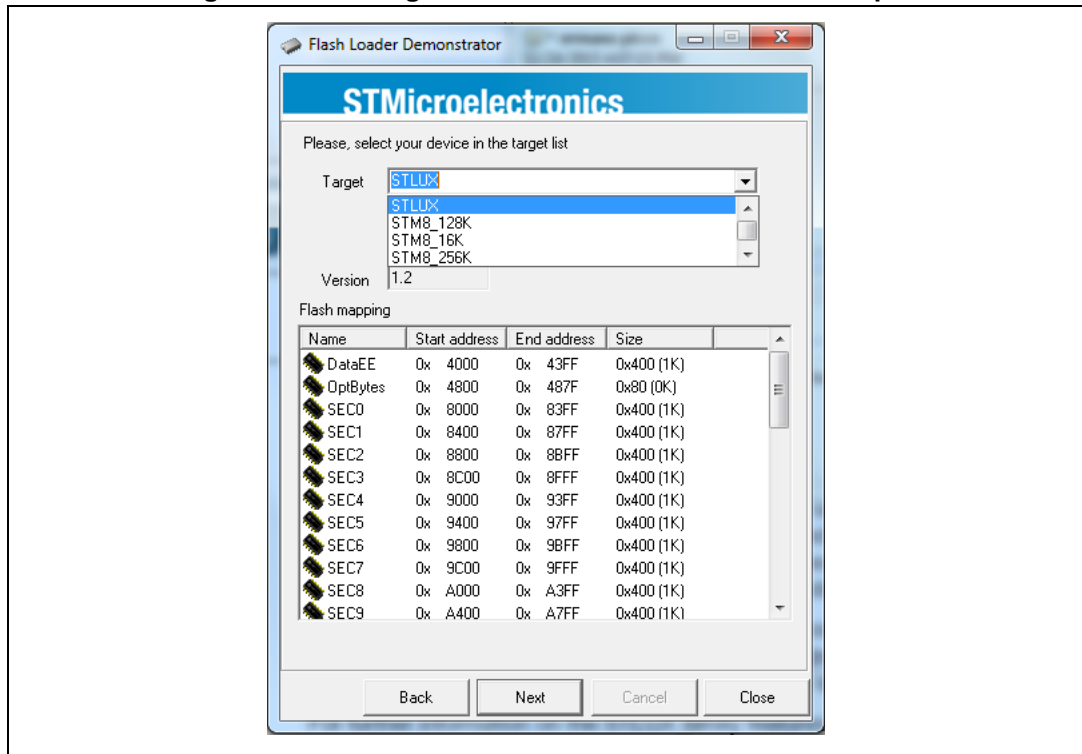 Flash Loader Demonstrator
STMicroelectronics
Please, select your device in the target list
Target STLUX
STLUX
STM8_128K
STM8_16K
STM8_256K
Version 1.2
Flash mapping
Name Start address End address Size
DataEE 0x 4000 0x 43FF 0x400 (1K)
OptBytes 0x 4800 0x 487F 0x80 (0K)
SEC0 0x 8000 0x 83FF 0x400 (1K)
SEC1 0x 8400 0x 87FF 0x400 (1K)
SEC2 0x 8800 0x 8BFF 0x400 (1K)
SEC3 0x 8C00 0x 8FFF 0x400 (1K)
SEC4 0x 9000 0x 93FF 0x400 (1K)
SEC5 0x 9400 0x 97FF 0x400 (1K)
SEC6 0x 9800 0x 9BFF 0x400 (1K)
SEC7 0x 9C00 0x 9FFF 0x400 (1K)
SEC8 0x A000 0x A3FF 0x400 (1K)
SEC9 0x A400 0x A7FF 0x400 (1K)
Back Next Cancel Close